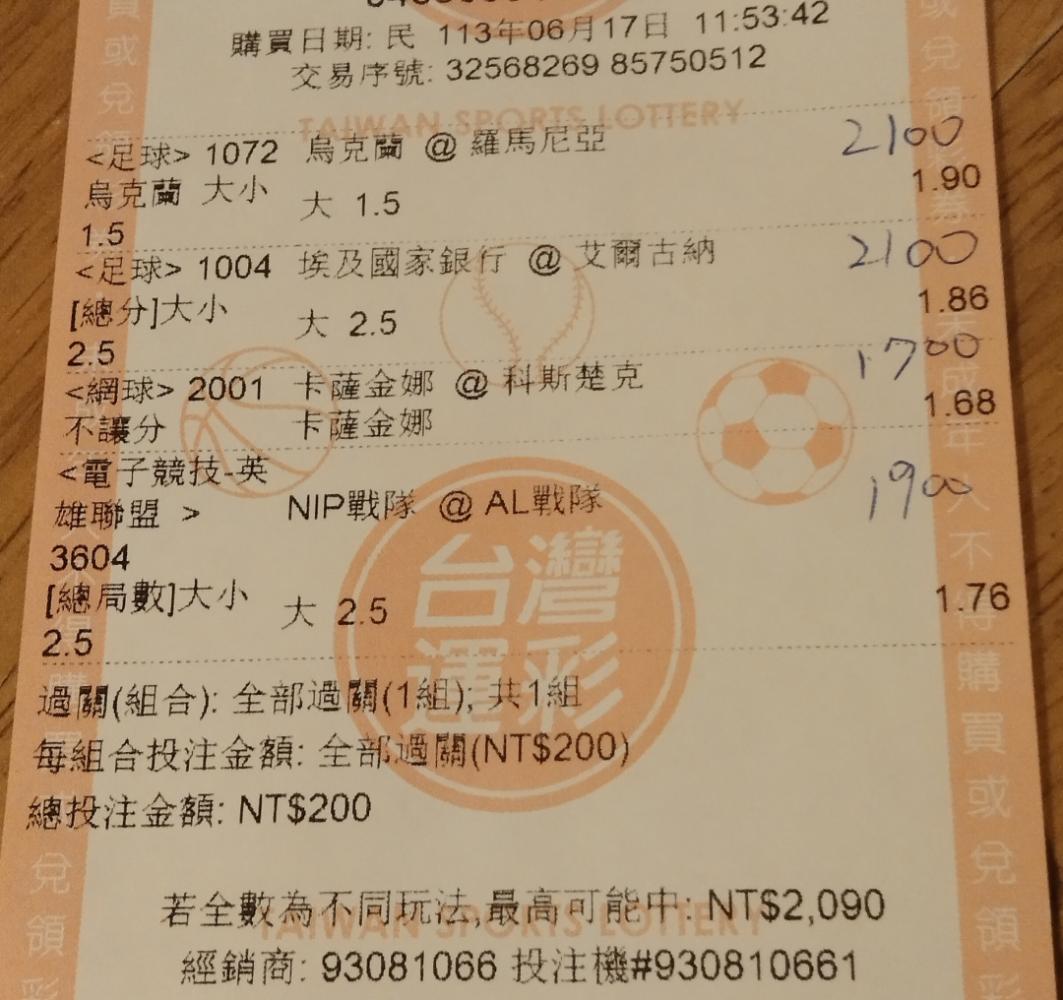 購買日期: 民 113年06月17日 11:53:42
交易序號: 32568269 85750512
TAIWAN SPORTS LOTTERY
<足球> 1072 烏克蘭 @ 羅馬尼亞 2100
烏克蘭 大小 大 1.5 1.90
1.5
<足球> 1004 埃及國家銀行 @ 艾爾古納 2100
[總分]大小 大 2.5 1.86
2.5
<網球> 2001 卡薩金娜 @ 科斯楚克 1700
不讓分 卡薩金娜 1.68
<電子競技-英
雄聯盟 > NIP戰隊 @ AL戰隊 1900
3604
[總局數]大小 大 2.5 1.76
2.5
台灣
運彩
過關(組合): 全部過關(1組); 共1組
每組合投注金額: 全部過關(NT$200)
總投注金額: NT$200
若全數為不同玩法,最高可能中: NT$2,090
TAIWAN SPORTS LOTTERY
經銷商: 93081066 投注機#930810661